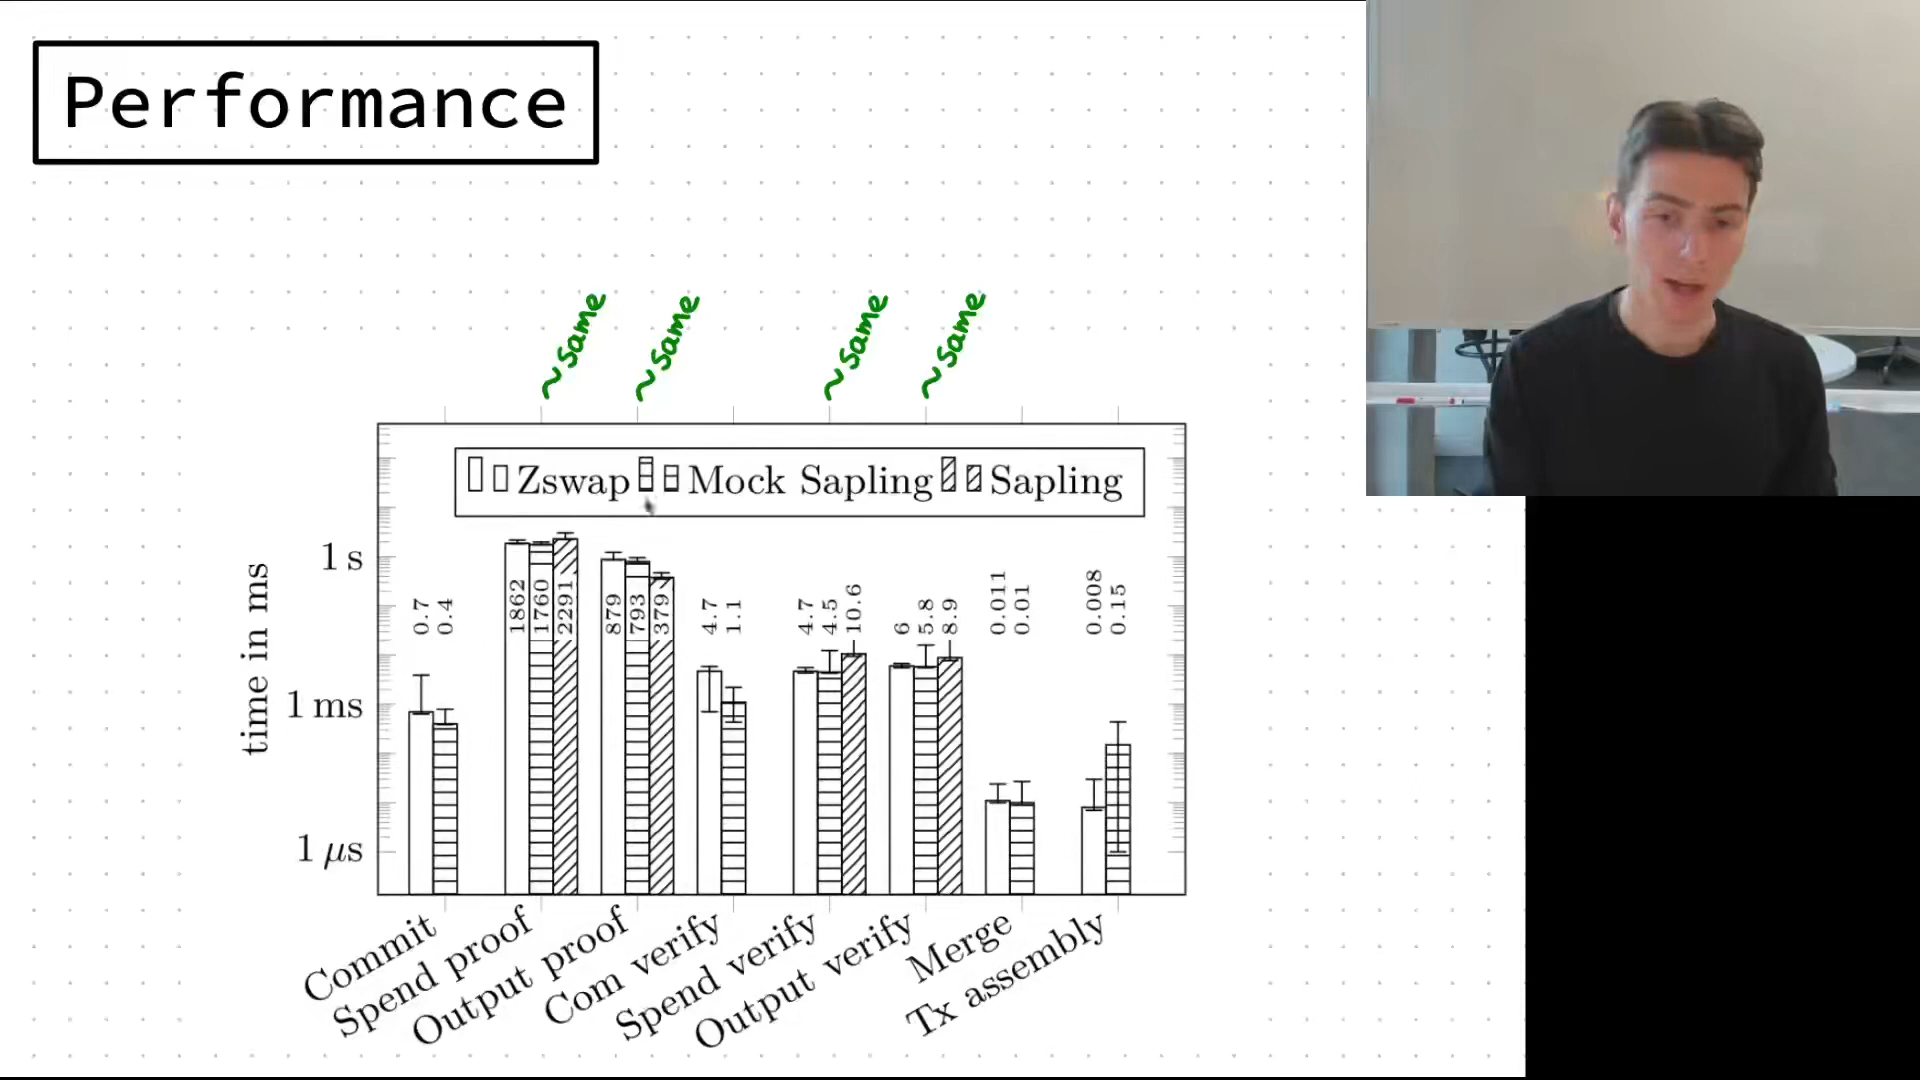 Performance
~ same
~ same
~ same
~ same
Zswap Mock Sapling Sapling
time in ms
1 s
1 ms
1 μs
0.7
0.4
1862
1760
2291
879
793
379
4.7
1.1
4.7
4.5
10.6
6
5.8
8.9
0.011
0.01
0.008
0.15
Commit
Spend proof
Output proof
Com verify
Spend verify
Output verify
Merge
Tx assembly